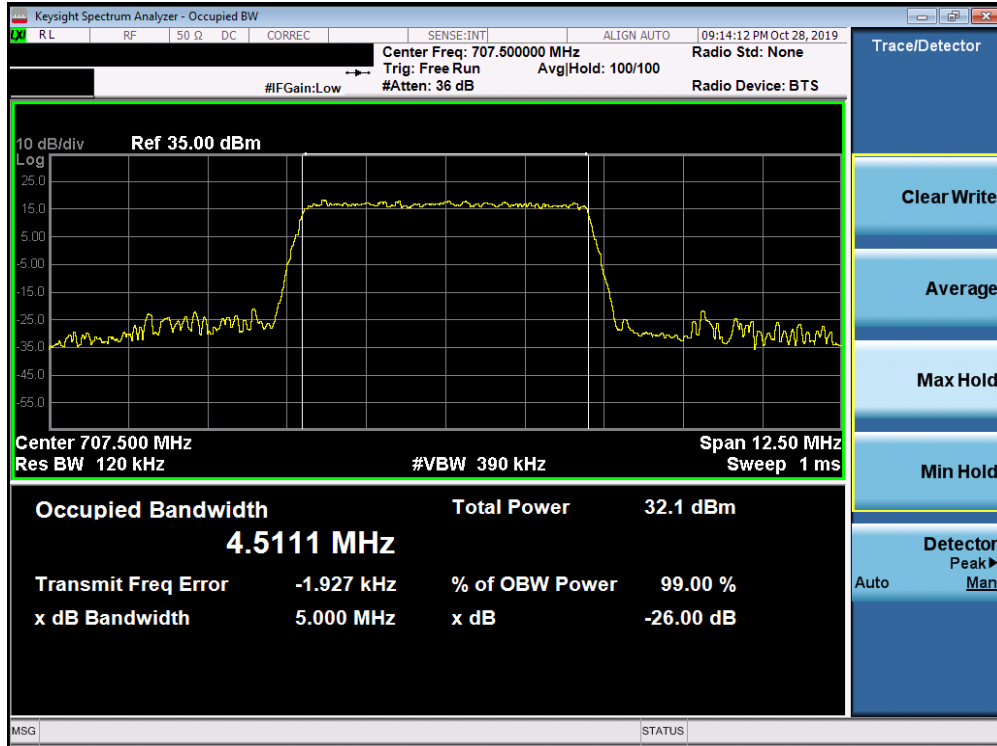 Keysight Spectrum Analyzer - Occupied BW
LXI RL RF 50 Ω DC CORREC SENSE:INT ALIGN AUTO 09:14:12 PM Oct 28, 2019
Center Freq: 707.500000 MHz Radio Std: None
Trig: Free Run Avg|Hold: 100/100
#IFGain:Low #Atten: 36 dB Radio Device: BTS
10 dB/div Ref 35.00 dBm
Log
25.0
15.0
5.00
-5.00
-15.0
-25.0
-35.0
-45.0
-55.0
Center 707.500 MHz Span 12.50 MHz
Res BW 120 kHz #VBW 390 kHz Sweep 1 ms
Occupied Bandwidth Total Power 32.1 dBm
4.5111 MHz
Transmit Freq Error -1.927 kHz % of OBW Power 99.00 %
x dB Bandwidth 5.000 MHz x dB -26.00 dB
MSG STATUS
Trace/Detector
Clear Write
Average
Max Hold
Min Hold
Detector
Peak▶
Auto Man